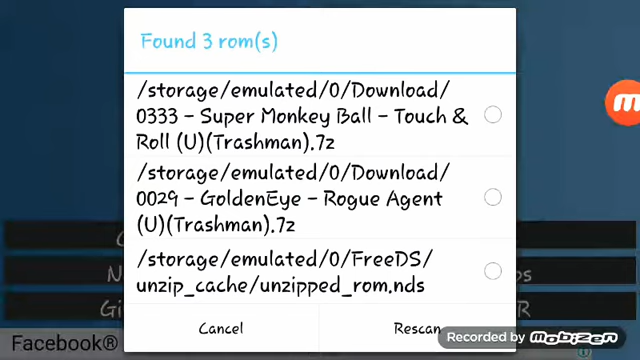 Found 3 rom(s)
/storage/emulated/0/Download/
0333 - Super Monkey Ball - Touch &
Roll (U)(Trashman).7z
/storage/emulated/0/Download/
0029 - GoldenEye - Rogue Agent
(U)(Trashman).7z
/storage/emulated/0/FreeDS/
unzip_cache/unzipped_rom.nds
Cancel
Rescan
Recorded by Mobizen
Facebook®